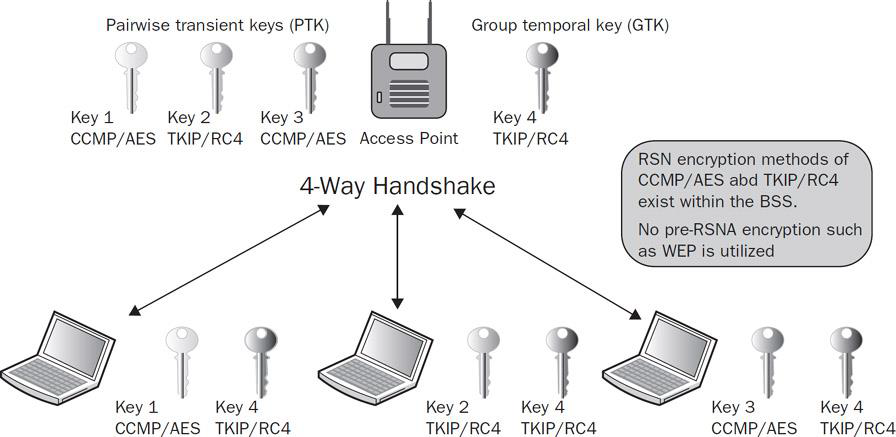 Pairwise transient keys (PTK)
Group temporal key (GTK)
Key 1
CCMP/AES
Key 2
TKIP/RC4
Key 3
CCMP/AES
Access Point
Key 4
TKIP/RC4
RSN encryption methods of
CCMP/AES abd TKIP/RC4
exist within the BSS.
No pre-RSNA encryption such
as WEP is utilized
4-Way Handshake
Key 1
CCMP/AES
Key 4
TKIP/RC4
Key 2
TKIP/RC4
Key 4
TKIP/RC4
Key 3
CCMP/AES
Key 4
TKIP/RC4